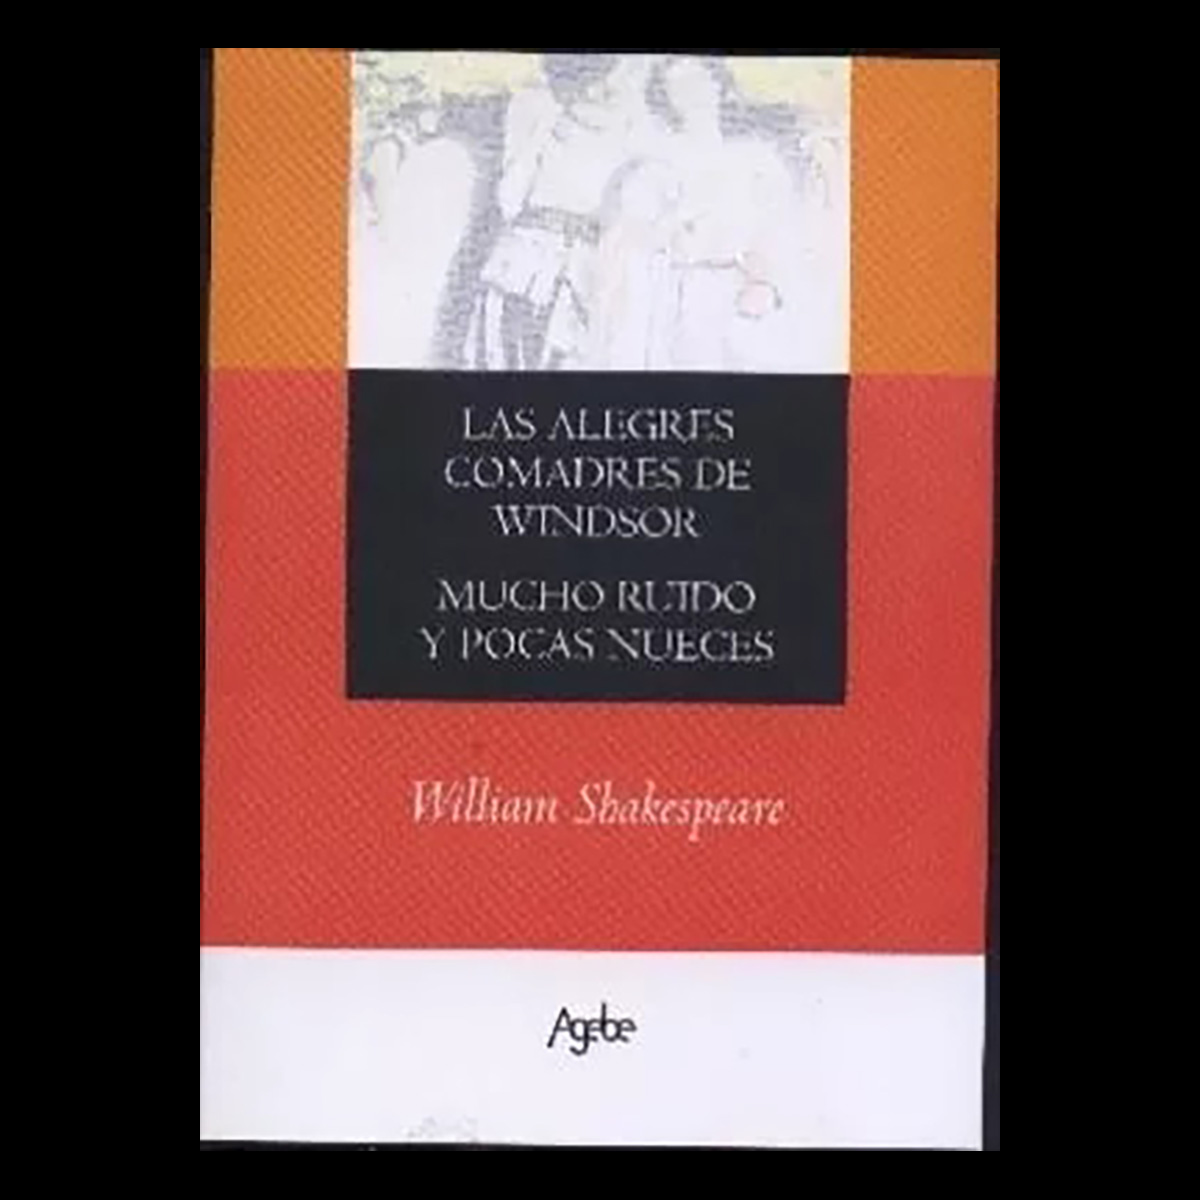 LAS ALEGRES
COMADRES DE
WINDSOR
MUCHO RUIDO
Y POCAS NUECES
William Shakespeare
Agebe